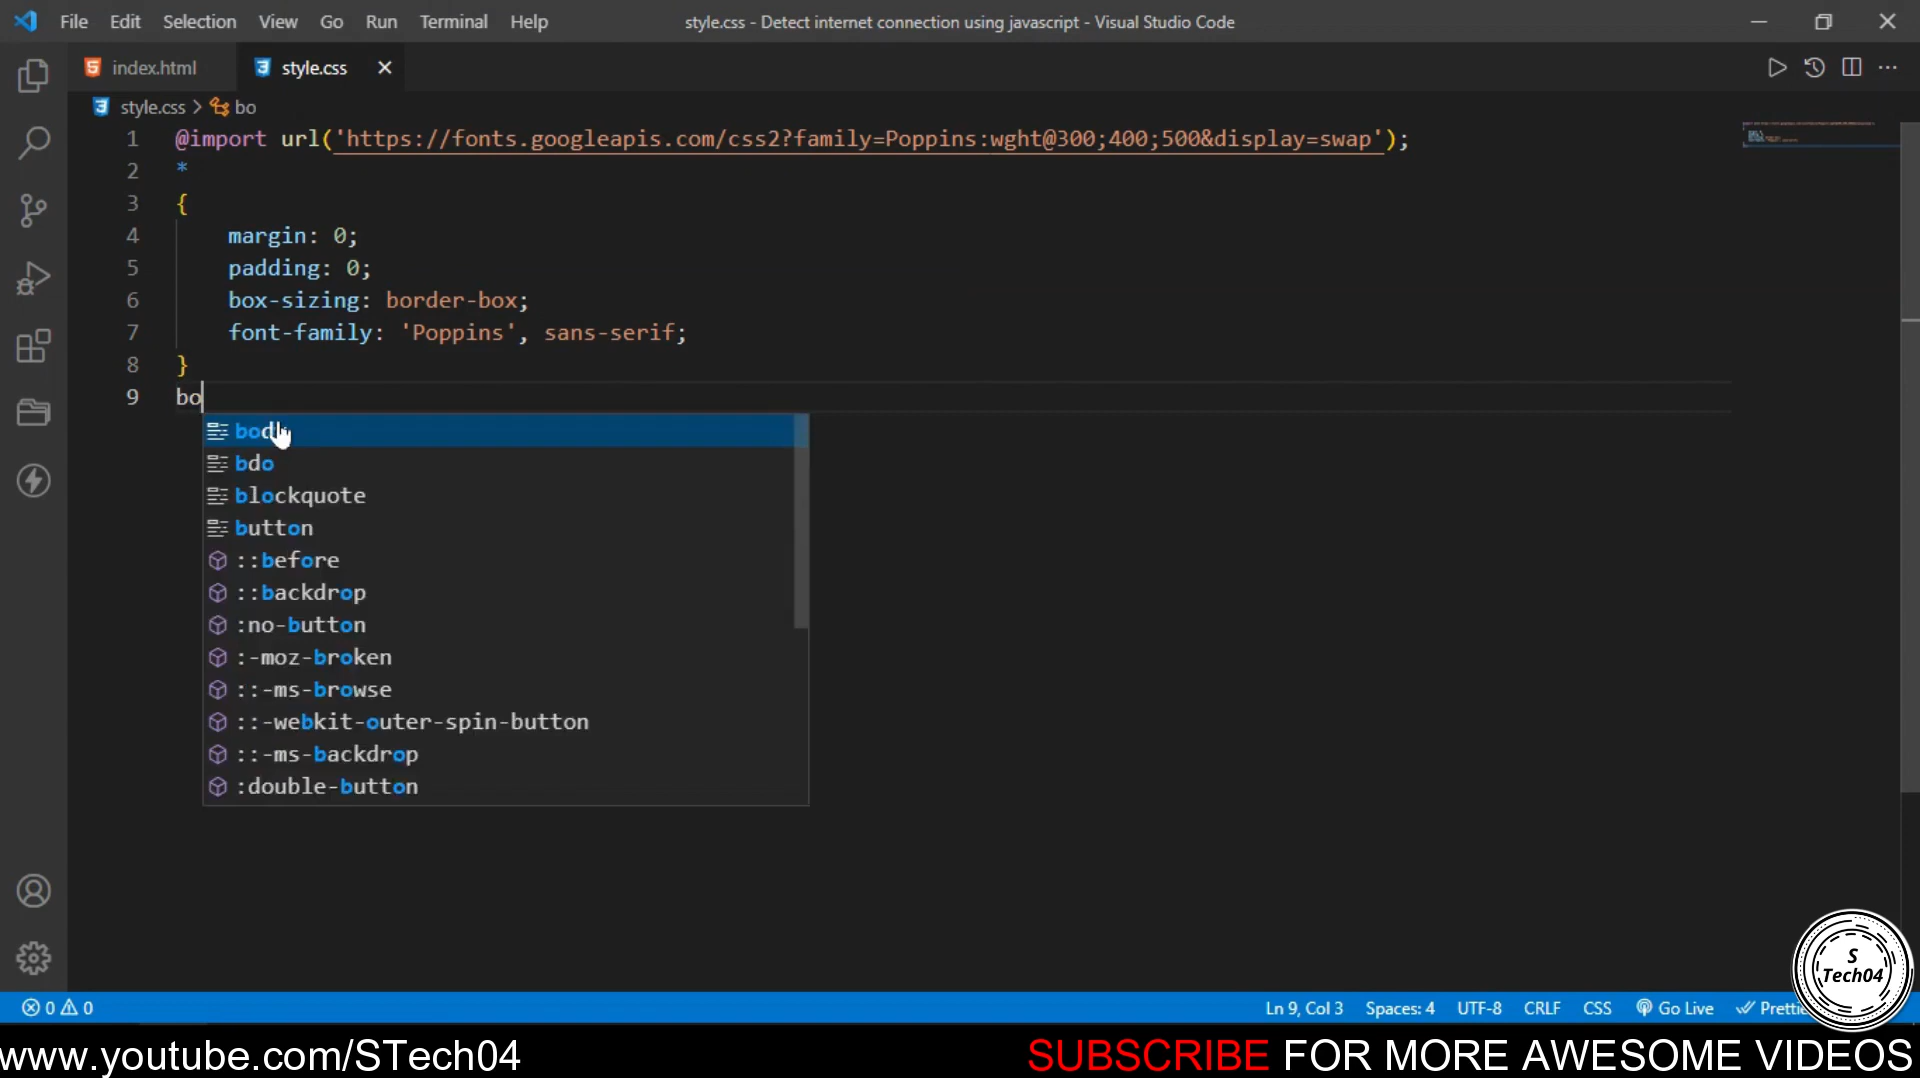 File Edit Selection View Go Run Terminal Help
style.css - Detect internet connection using javascript - Visual Studio Code
index.html
style.css
style.css > bo
1 @import url('https://fonts.googleapis.com/css2?family=Poppins:wght@300;400;500&display=swap');
2 *
3 {
4 margin: 0;
5 padding: 0;
6 box-sizing: border-box;
7 font-family: 'Poppins', sans-serif;
8 }
9 bo
bdo
blockquote
button
::before
::backdrop
:no-button
:-moz-broken
::-ms-browse
::-webkit-outer-spin-button
::-ms-backdrop
:double-button
S
Tech04
0 0
Ln 9, Col 3 Spaces: 4 UTF-8 CRLF CSS Go Live
www.youtube.com/STech04
SUBSCRIBE FOR MORE AWESOME VIDEOS